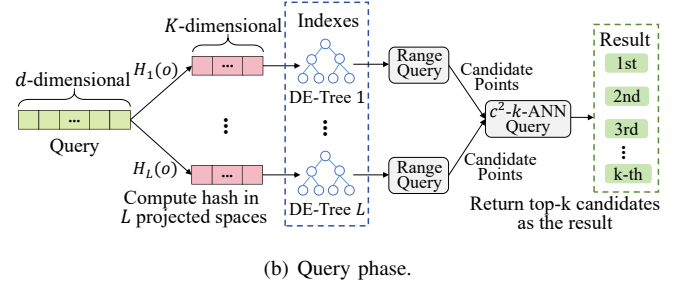 d-dimensional
...
Query
H₁(o)
H_L(o)
K-dimensional
...
⋮
...
Compute hash in
L projected spaces
Indexes
DE-Tree 1
⋮
DE-Tree L
Range
Query
Range
Query
Candidate
Points
Candidate
Points
c²-k-ANN
Query
Result
1st
2nd
3rd
⋮
k-th
Return top-k candidates
as the result
(b) Query phase.